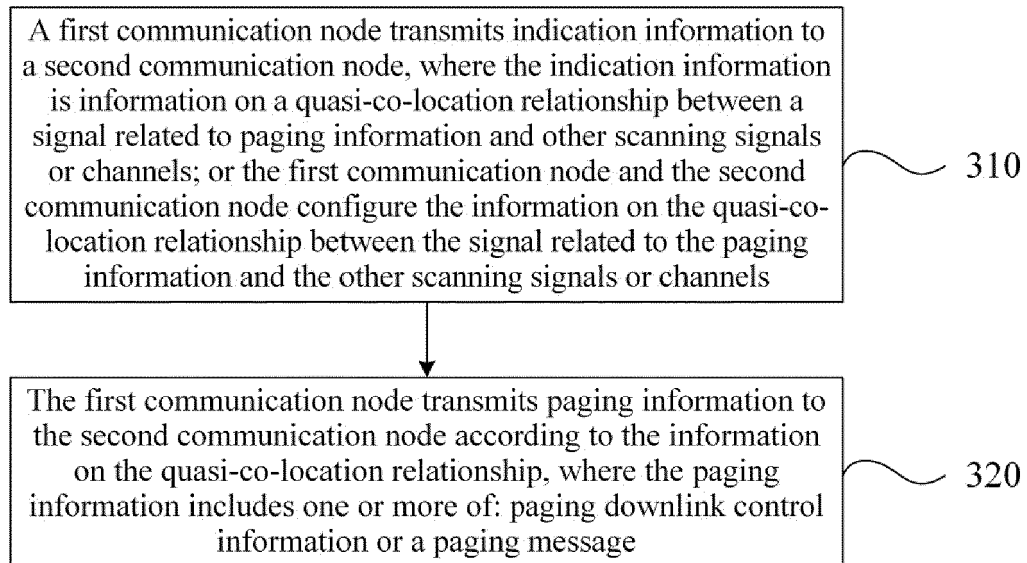 A first communication node transmits indication information to
a second communication node, where the indication information
is information on a quasi-co-location relationship between a
signal related to paging information and other scanning signals
or channels; or the first communication node and the second
communication node configure the information on the quasi-co-
location relationship between the signal related to the paging
information and the other scanning signals or channels
310
The first communication node transmits paging information to
the second communication node according to the information
on the quasi-co-location relationship, where the paging
information includes one or more of: paging downlink control
information or a paging message
320